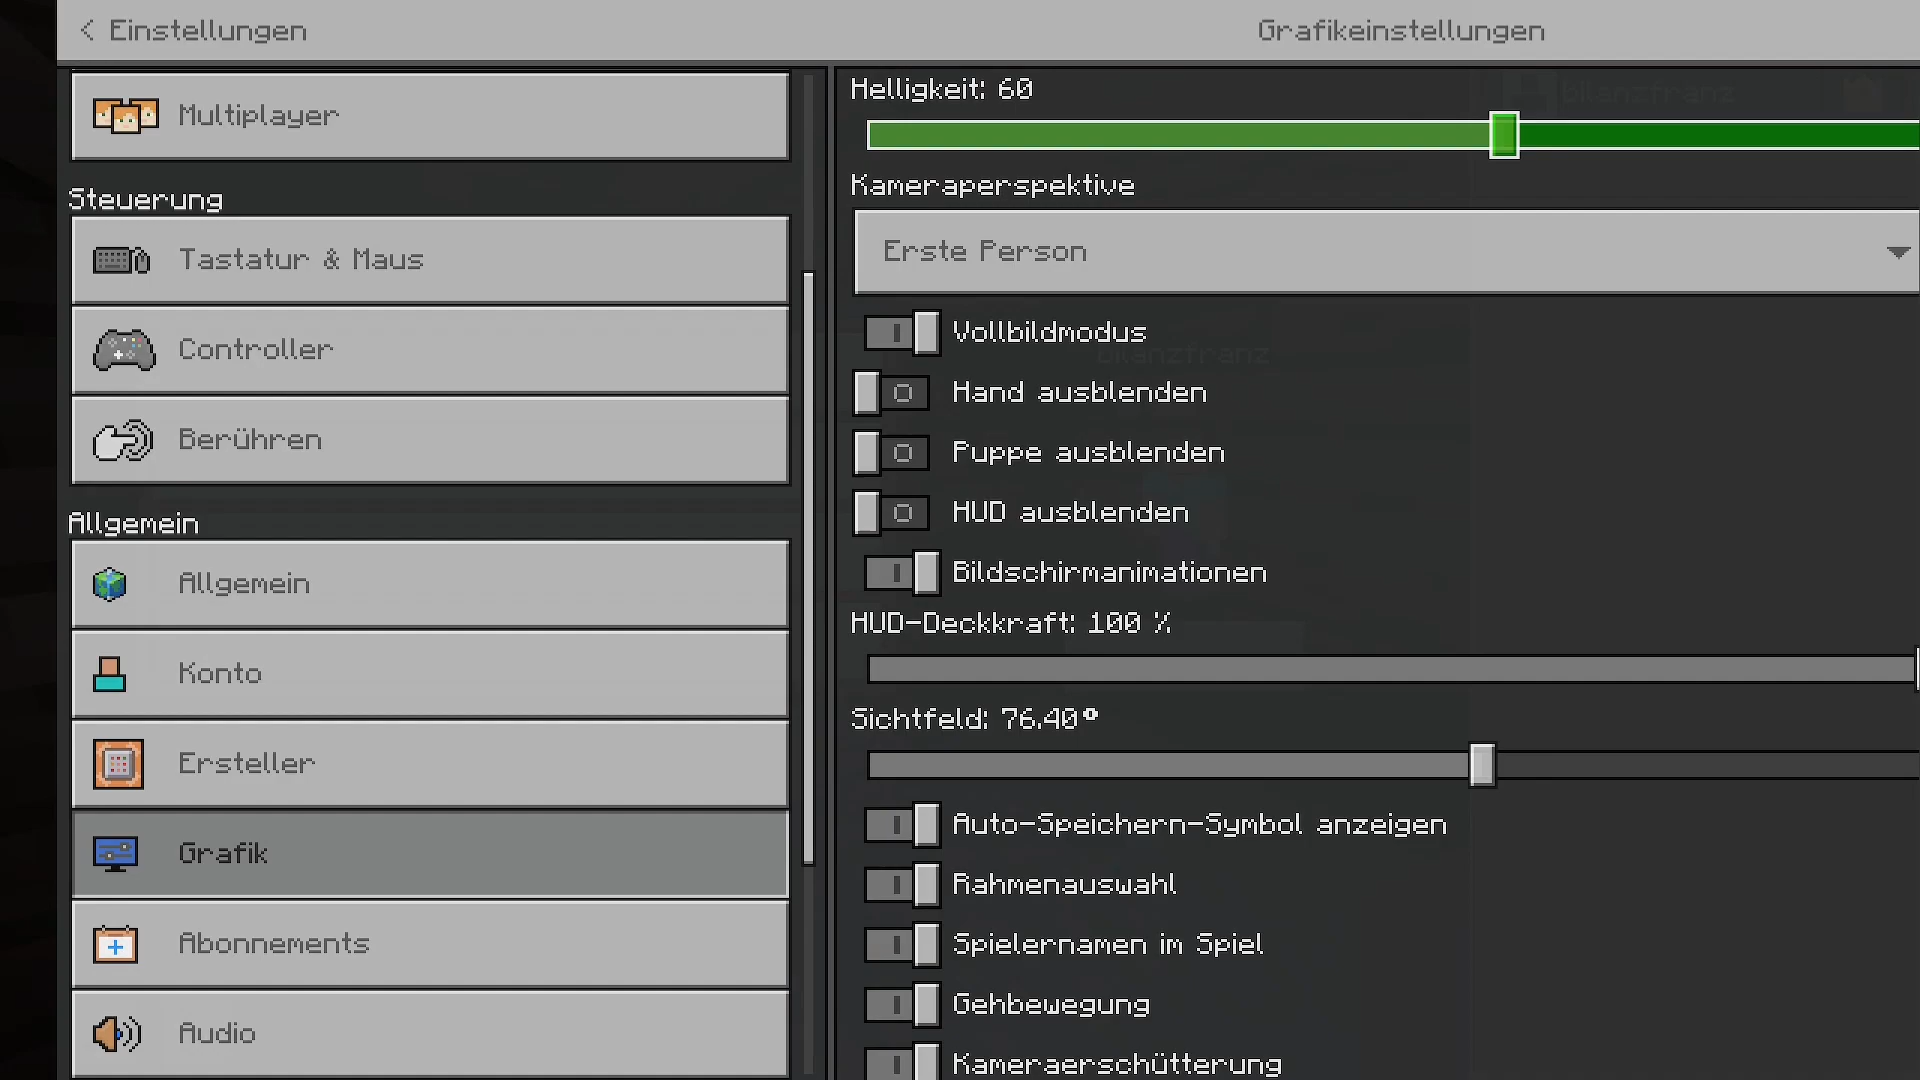 Einstellungen
Grafikeinstellungen
Multiplayer
Steuerung
Tastatur & Maus
Controller
Berühren
Allgemein
Allgemein
Konto
Ersteller
Grafik
Abonnements
Audio
Helligkeit: 60
bilanzfranz
Kameraperspektive
Erste Person
Vollbildmodus
bilanzfranz
Hand ausblenden
Puppe ausblenden
HUD ausblenden
Bildschirmanimationen
HUD-Deckkraft: 100 %
Sichtfeld: 76.40°
Auto-Speichern-Symbol anzeigen
Rahmenauswahl
Spielernamen im Spiel
Gehbewegung
Kameraerschütterung